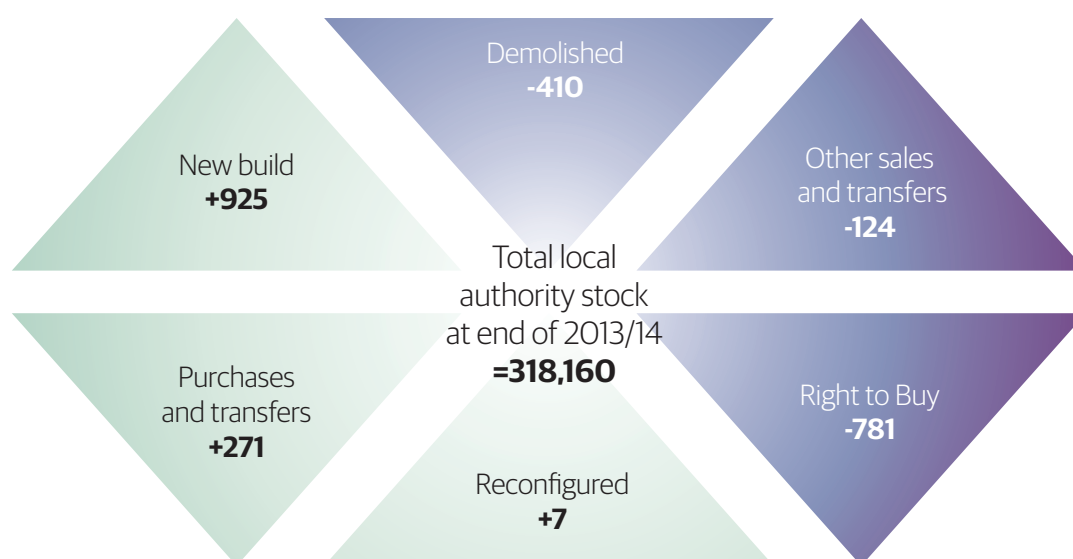 Demolished
-410
New build
+925
Other sales
and transfers
-124
Total local
authority stock
at end of 2013/14
=318,160
Purchases
and transfers
+271
Right to Buy
-781
Reconfigured
+7